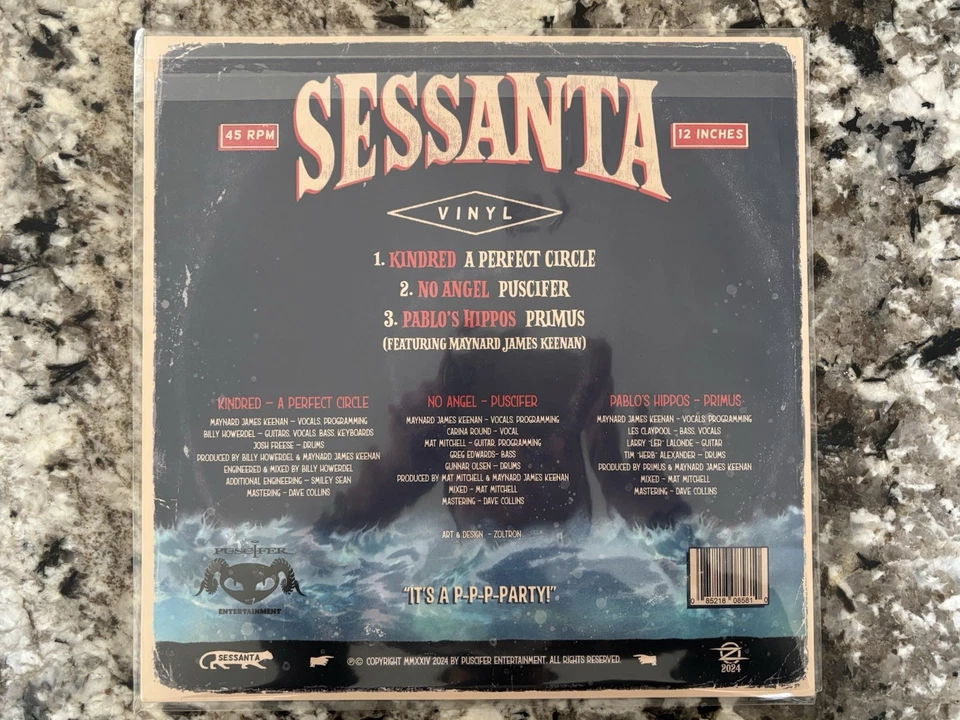 SESSANTA
45 RPM
12 INCHES
VINYL
1. KINDRED A PERFECT CIRCLE
2. NO ANGEL PUSCIFER
3. PABLO'S HIPPOS PRIMUS
(FEATURING MAYNARD JAMES KEENAN)
KINDRED – A PERFECT CIRCLE
MAYNARD JAMES KEENAN – VOCALS, PROGRAMMING
BILLY HOWERDEL – GUITARS, VOCALS, BASS, KEYBOARDS
JOSH FREESE – DRUMS
PRODUCED BY BILLY HOWERDEL & MAYNARD JAMES KEENAN
ENGINEERED & MIXED BY BILLY HOWERDEL
ADDITIONAL ENGINEERING – SMILEY SEAN
MASTERING – DAVE COLLINS
NO ANGEL – PUSCIFER
MAYNARD JAMES KEENAN – VOCALS, PROGRAMMING
CARINA ROUND – VOCAL
MAT MITCHELL – GUITAR, PROGRAMMING
GREG EDWARDS– BASS
GUNNAR OLSEN – DRUMS
PRODUCED BY MAT MITCHELL & MAYNARD JAMES KEENAN
MIXED – MAT MITCHELL
MASTERING – DAVE COLLINS
PABLO'S HIPPOS – PRIMUS
MAYNARD JAMES KEENAN – VOCALS, PROGRAMMING
LES CLAYPOOL – BASS, VOCALS
LARRY "LER" LALONDE – GUITAR
TIM "HERB" ALEXANDER – DRUMS
PRODUCED BY PRIMUS & MAYNARD JAMES KEENAN
MIXED – MAT MITCHELL
MASTERING – DAVE COLLINS
ART & DESIGN – ZOLTRON
PUSCIFER
ENTERTAINMENT
"IT'S A P-P-P-PARTY!"
0 85218 08581 0
SESSANTA
℗© COPYRIGHT MMXXIV 2024 BY PUSCIFER ENTERTAINMENT. ALL RIGHTS RESERVED.
2024